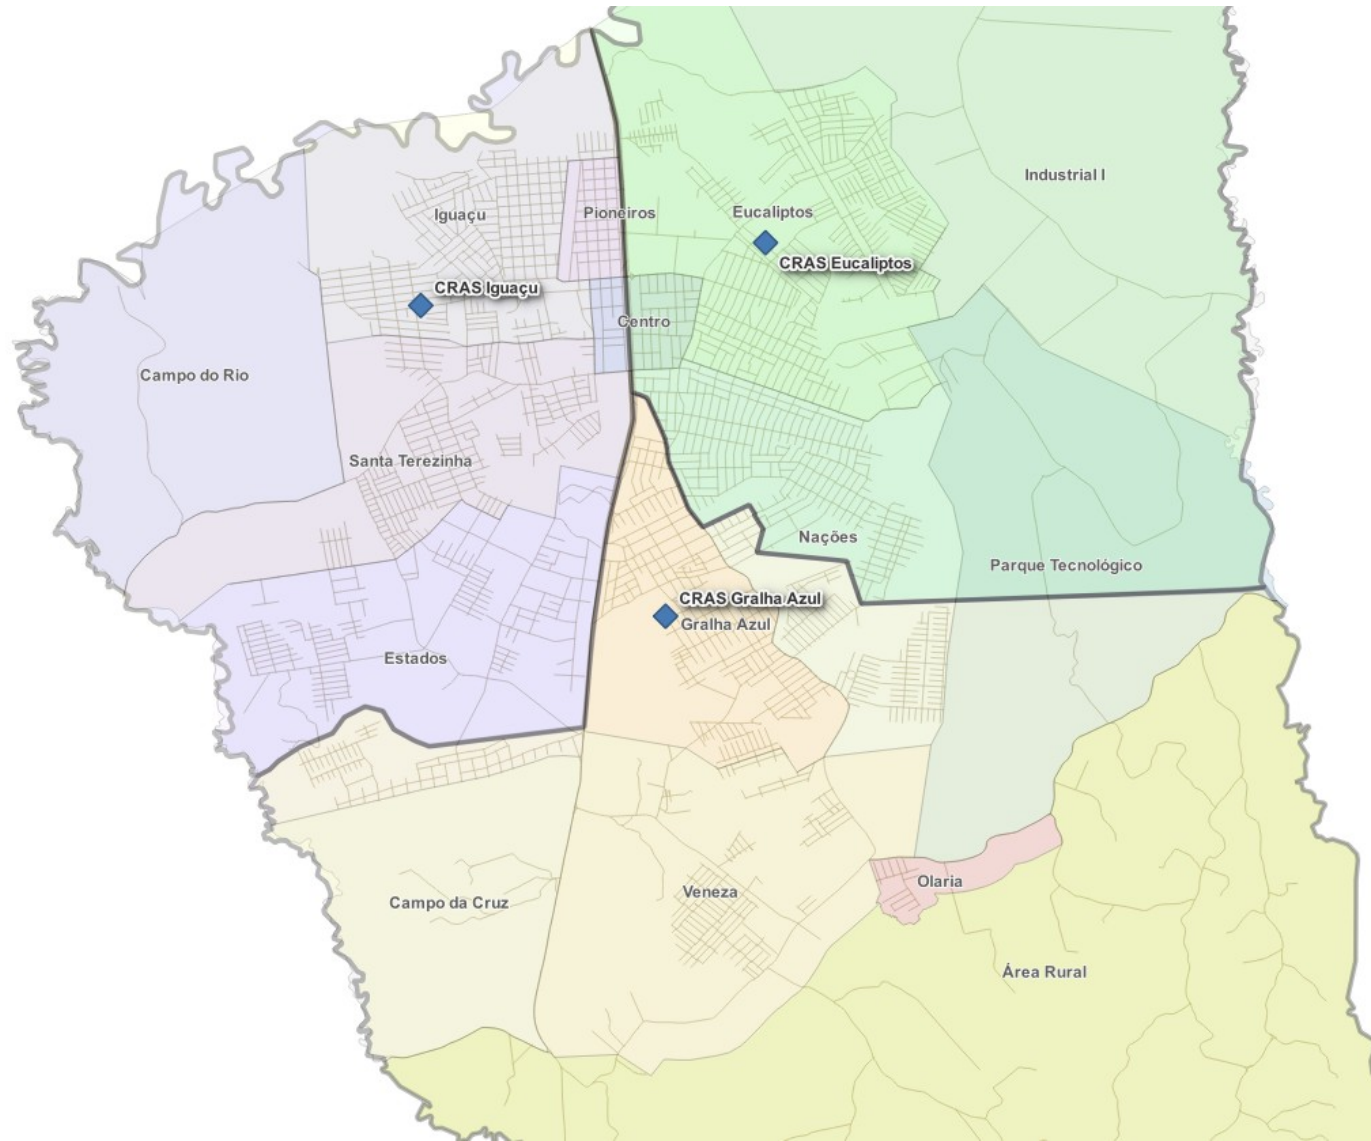 Industrial I
Iguaçu
Pioneiros
Eucaliptos
CRAS Eucaliptos
CRAS Iguaçu
Centro
Campo do Rio
Santa Terezinha
Nações
Parque Tecnológico
CRAS Gralha Azul
Gralha Azul
Estados
Olaria
Veneza
Campo da Cruz
Área Rural